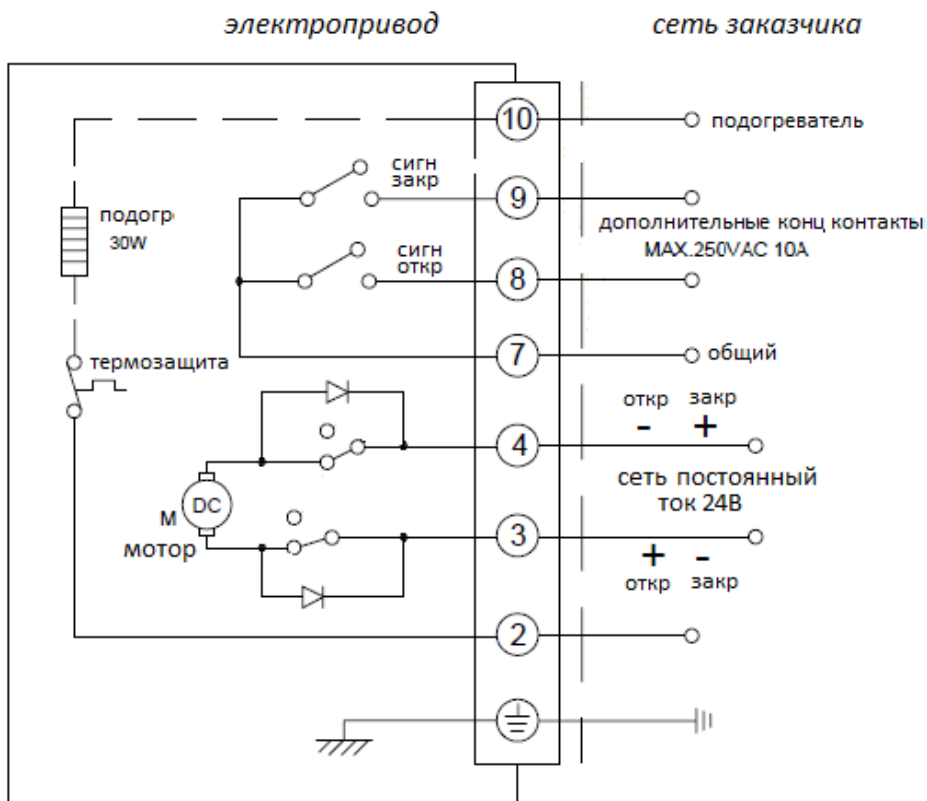 электропривод
сеть заказчика
10
подогреватель
сигн
закр
9
подогр
30W
дополнительные конц контакты
MAX.250VAC 10A
сигн
откр
8
термозащита
7
общий
откр закр
- +
4
сеть постоянный
ток 24В
DC
М
мотор
3
+ -
откр закр
2